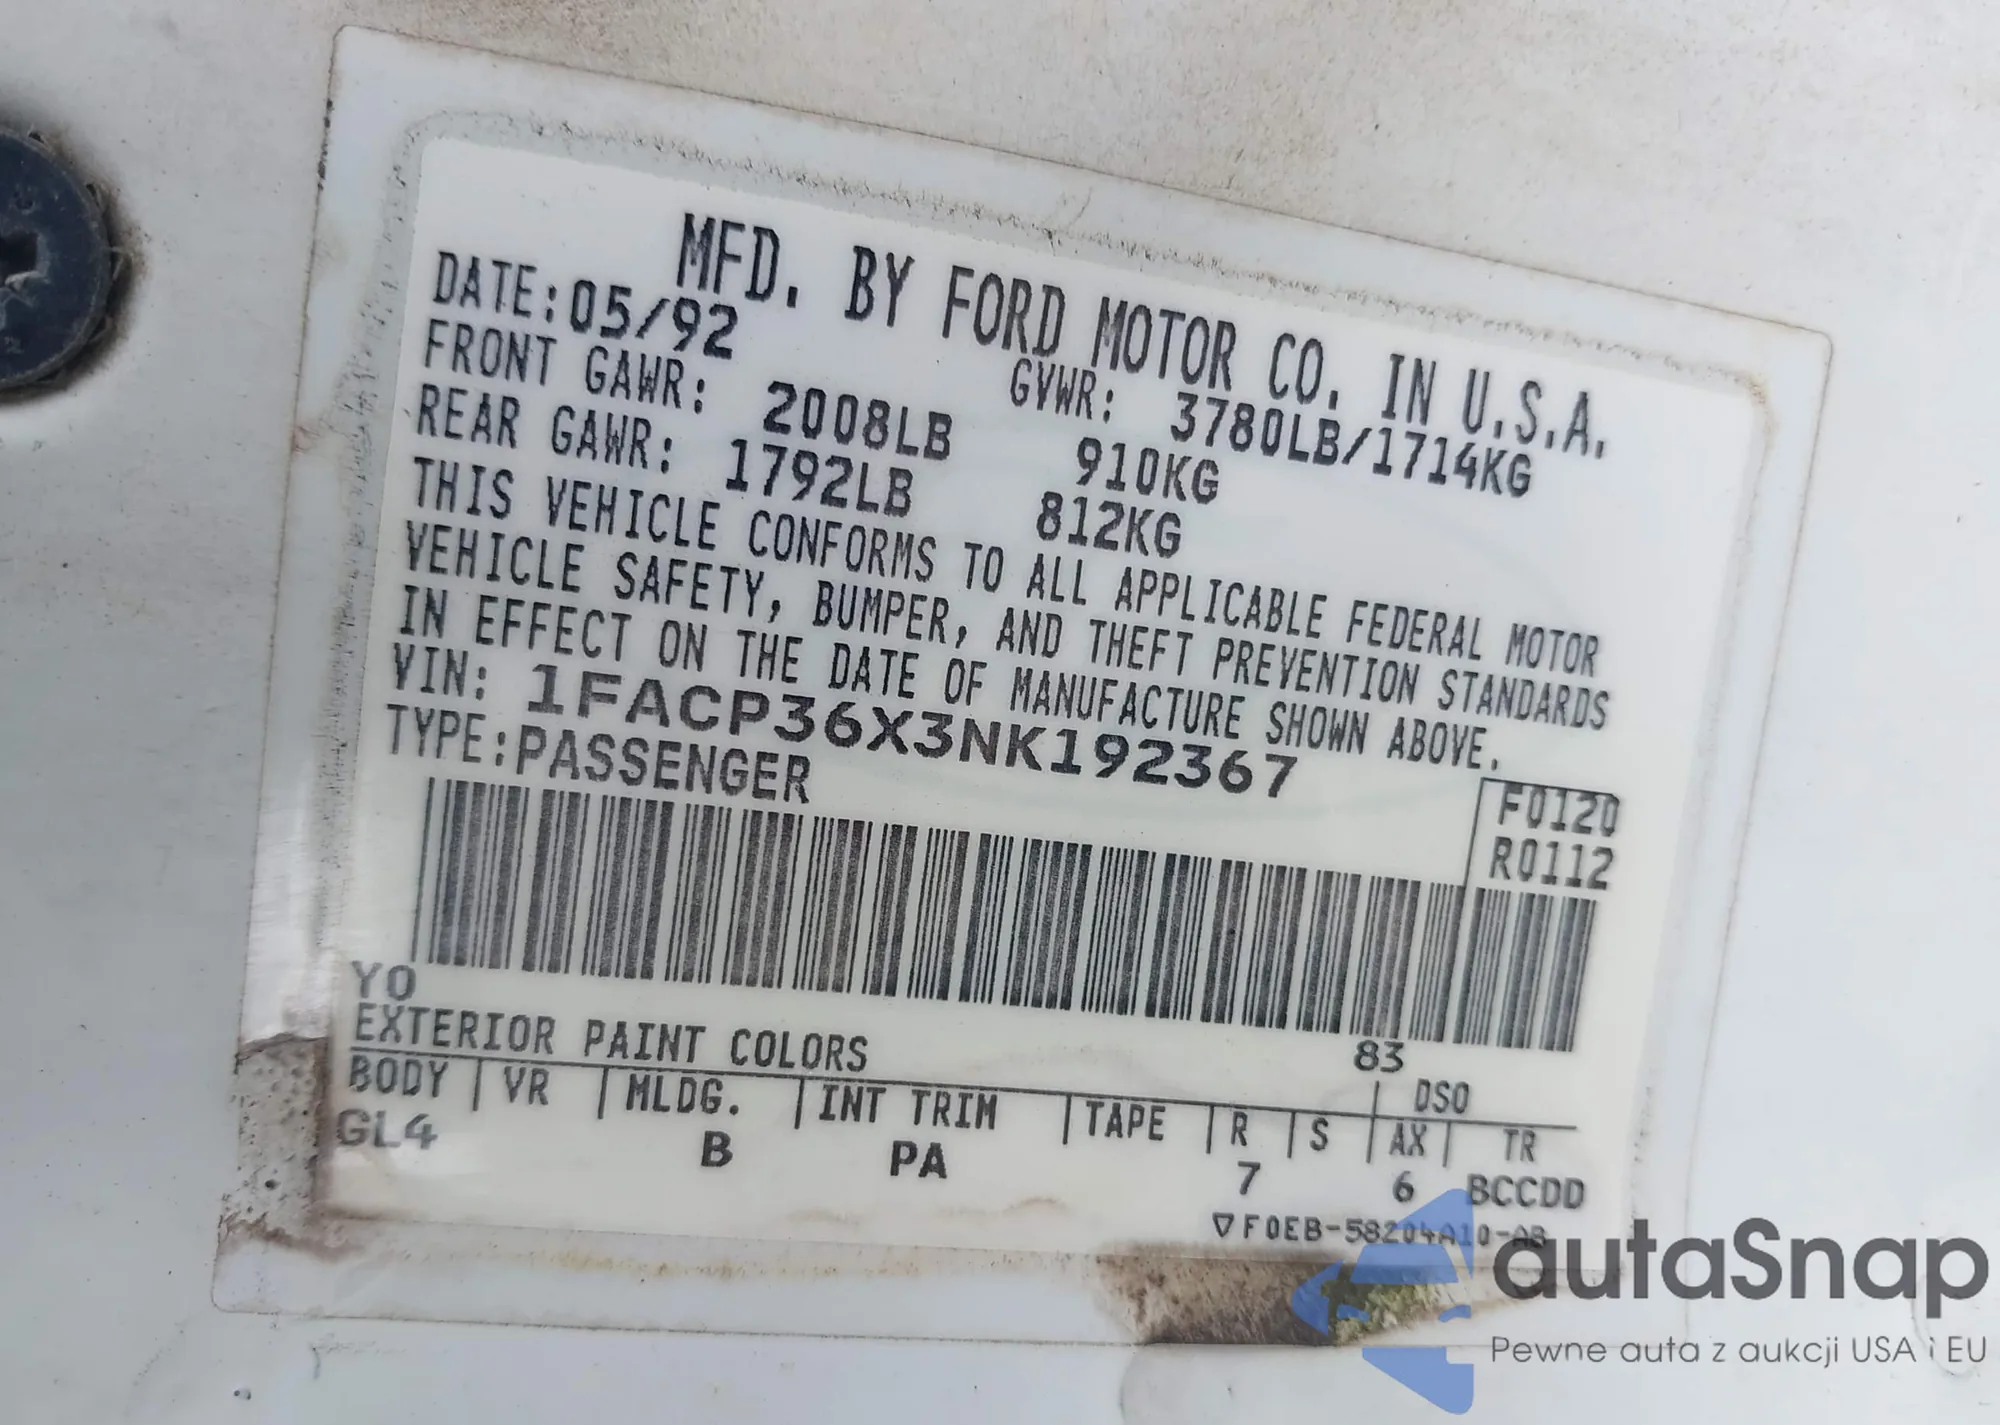 MFD. BY FORD MOTOR CO. IN U.S.A.
DATE:05/92 GVWR: 3780LB/1714KG
FRONT GAWR: 2008LB 910KG
REAR GAWR: 1792LB 812KG
THIS VEHICLE CONFORMS TO ALL APPLICABLE FEDERAL MOTOR
VEHICLE SAFETY, BUMPER, AND THEFT PREVENTION STANDARDS
IN EFFECT ON THE DATE OF MANUFACTURE SHOWN ABOVE.
VIN: 1FACP36X3NK192367
TYPE:PASSENGER
F0120
R0112
YO
EXTERIOR PAINT COLORS 83 DSO
BODY VR MLDG. INT TRIM TAPE R S AX TR
GL4 B PA 7 6 BCCDD
▽F0EB-58204A10-AB
autaSnap
Pewne auta z aukcji USA i EU